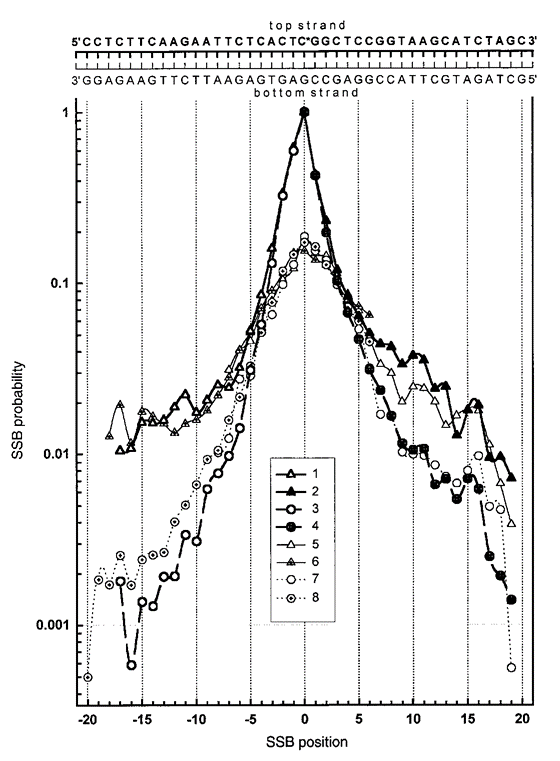 top strand
5'CCTCTTCAAGAATTCTCACTC*GGCTCCGGTAAGCATCTAGC3'
3'GGAGAAGTTCTTAAGAGTGAGCCGAGGCCATTCGTAGATCG5'
bottom strand
1
0.1
0.01
0.001
SSB probability
1
2
3
4
5
6
7
8
-20 -15 -10 -5 0 5 10 15 20
SSB position